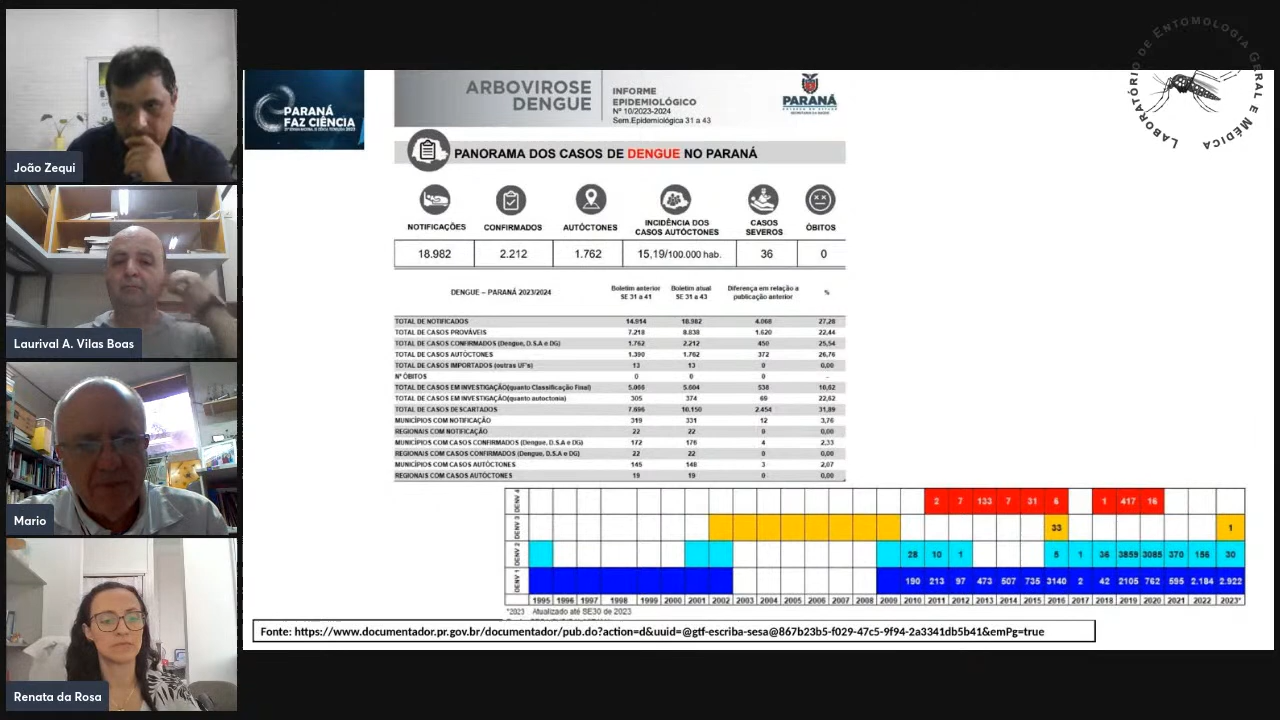 João Zequi
Laurival A. Vilas Boas
Mario
Renata da Rosa
PARANÁ
FAZ CIÊNCIA
ARBOVIROSE
DENGUE
INFORME
EPIDEMIOLÓGICO
Nº 10/2023-2024
Sem.Epidemiológica 31 a 43
PARANÁ
LABORATÓRIO DE ENTOMOLOGIA GERAL E MÉDICA
PANORAMA DOS CASOS DE DENGUE NO PARANÁ
NOTIFICAÇÕES CONFIRMADOS AUTÓCTONES INCIDÊNCIA DOS CASOS AUTÓCTONES CASOS SEVEROS ÓBITOS
18.982 2.212 1.762 15,19/100.000 hab. 36 0
DENGUE – PARANÁ 2023/2024 Boletim anterior SE 31 a 41 Boletim atual SE 31 a 43 Diferença em relação a publicação anterior %
TOTAL DE NOTIFICADOS 14.914 18.982 4.068 27,28
TOTAL DE CASOS PROVÁVEIS 7.218 8.838 1.620 22,44
TOTAL DE CASOS CONFIRMADOS (Dengue, D.S.A e DG) 1.762 2.212 450 25,54
TOTAL DE CASOS AUTÓCTONES 1.390 1.762 372 26,76
TOTAL DE CASOS IMPORTADOS (outras UF's) 13 13 0 0,00
Nº ÓBITOS 0 0 0 –
TOTAL DE CASOS EM INVESTIGAÇÃO(quanto Classificação Final) 5.066 5.604 538 10,62
TOTAL DE CASOS EM INVESTIGAÇÃO(quanto autoctonia) 305 374 69 22,62
TOTAL DE CASOS DESCARTADOS 7.696 10.150 2.454 31,89
MUNICÍPIOS COM NOTIFICAÇÃO 319 331 12 3,76
REGIONAIS COM NOTIFICAÇÃO 22 22 0 0,00
MUNICÍPIOS COM CASOS CONFIRMADOS (Dengue, D.S.A e DG) 172 176 4 2,33
REGIONAIS COM CASOS CONFIRMADOS (Dengue, D.S.A e DG) 22 22 0 0,00
MUNICÍPIOS COM CASOS AUTÓCTONES 145 148 3 2,07
REGIONAIS COM CASOS AUTÓCTONES 19 19 0 0,00
DENV 4 2 7 133 7 31 6 1 417 16
DENV 3 33 1
DENV 2 28 10 1 5 1 36 3859 3085 370 156 30
DENV 1 190 213 97 473 507 735 3140 2 42 2105 762 595 2.184 2.922
1995 1996 1997 1998 1999 2000 2001 2002 2003 2004 2005 2006 2007 2008 2009 2010 2011 2012 2013 2014 2015 2016 2017 2018 2019 2020 2021 2022 2023*
*2023 Atualizado até SE30 de 2023
Fonte: https://www.documentador.pr.gov.br/documentador/pub.do?action=d&uuid=@gtf-escriba-sesa@867b23b5-f029-47c5-9f94-2a3341db5b41&emPg=true